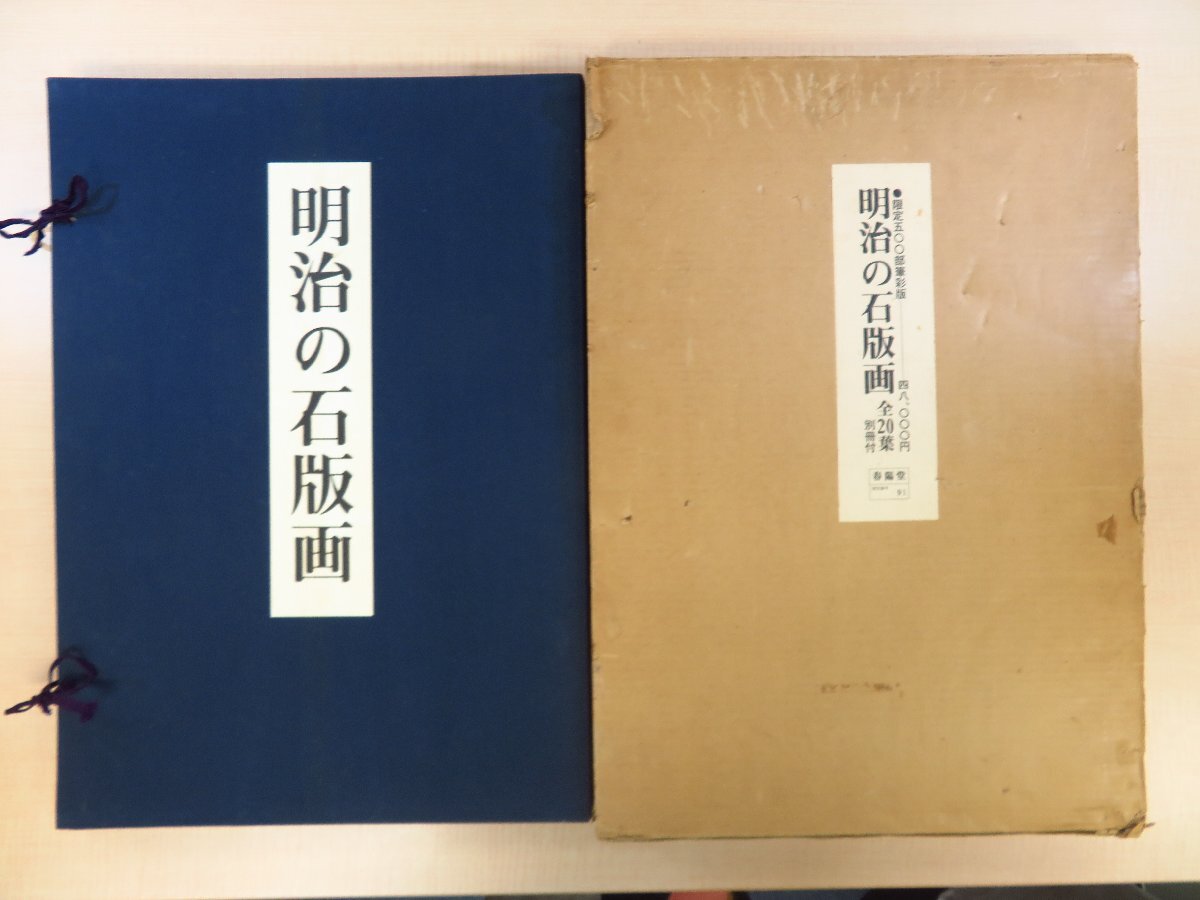 明治の石版画
●限定五〇〇部筆彩版――四八、〇〇〇円
明治の石版画 全20葉
別冊付
春陽堂
91